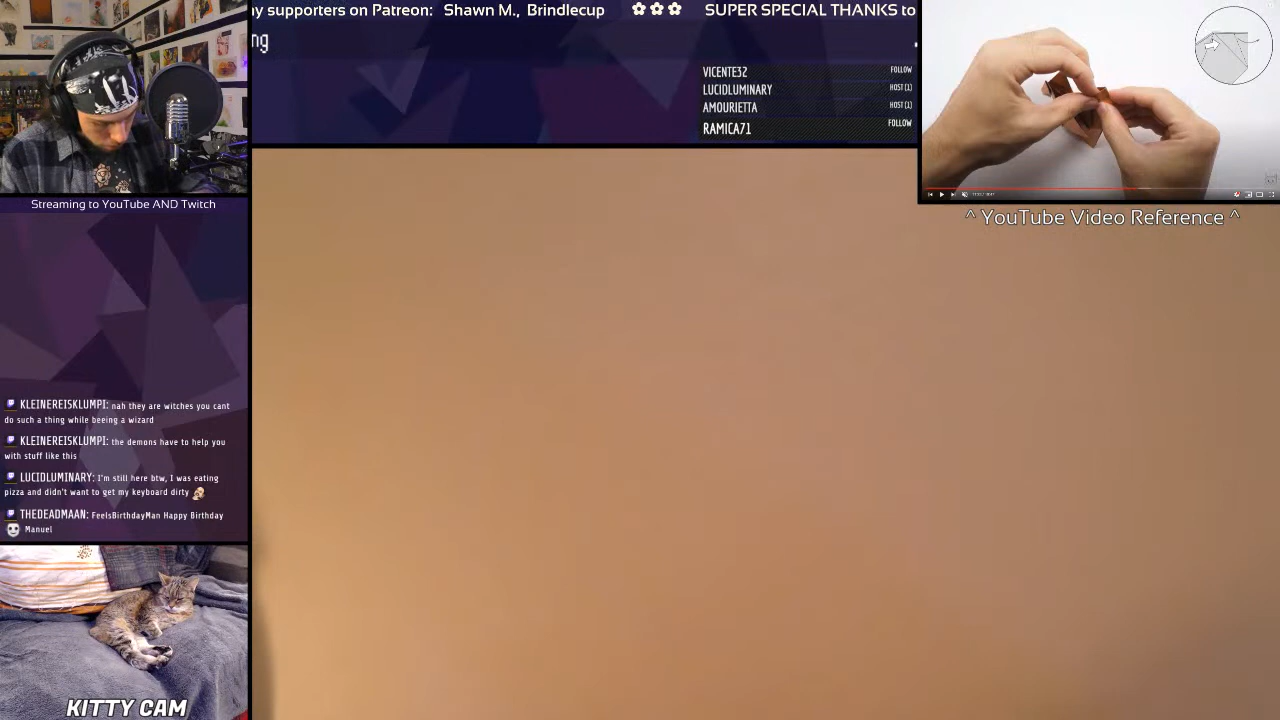 ny supporters on Patreon: Shawn M., Brindlecup ✿ ✿ ✿ SUPER SPECIAL THANKS to
ng
VICENTE32 FOLLOW
LUCIDLUMINARY HOST (1)
AMOURIETTA HOST (1)
RAMICA71 FOLLOW
Streaming to YouTube AND Twitch
^ YouTube Video Reference ^
KLEINEREISKLUMPI: nah they are witches you cant
do such a thing while beeing a wizard
KLEINEREISKLUMPI: the demons have to help you
with stuff like this
LUCIDLUMINARY: I'm still here btw, I was eating
pizza and didn't want to get my keyboard dirty
THEDEADMAAN: FeelsBirthdayMan Happy Birthday
Manuel
KITTY CAM